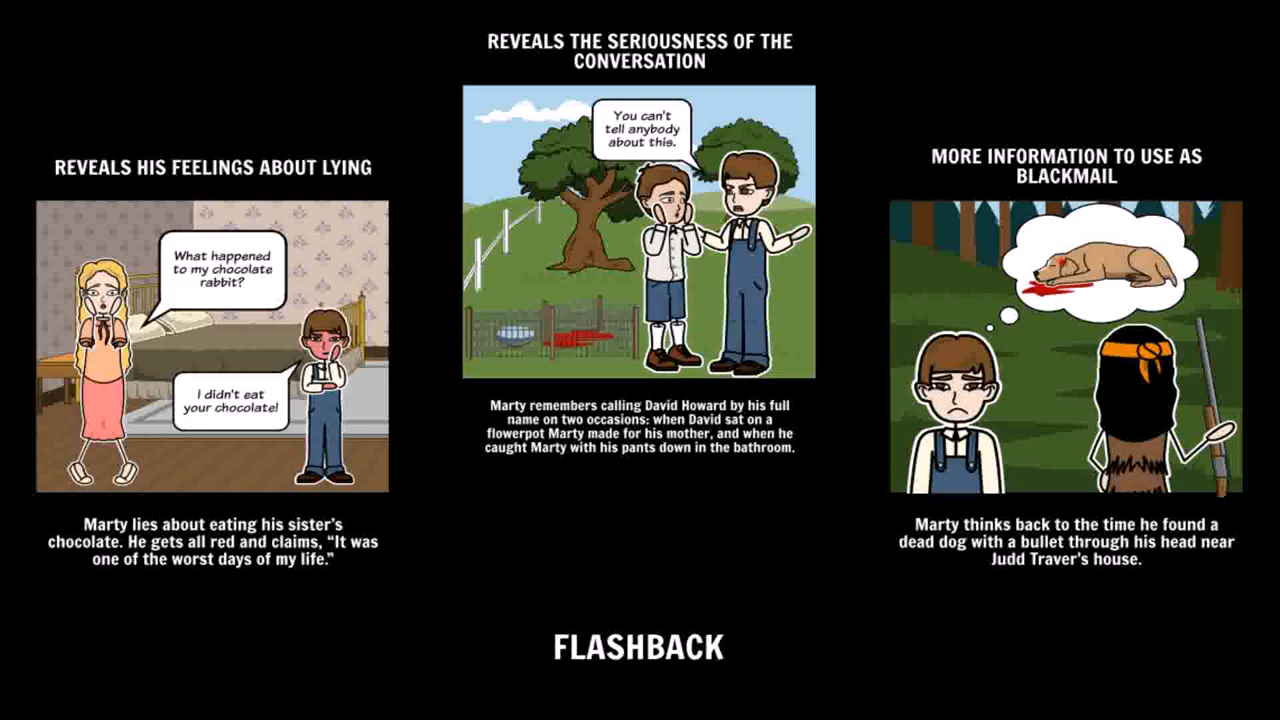 REVEALS HIS FEELINGS ABOUT LYING
What happened
to my chocolate
rabbit?
I didn't eat
your chocolate!
Marty lies about eating his sister's
chocolate. He gets all red and claims, "It was
one of the worst days of my life."
REVEALS THE SERIOUSNESS OF THE
CONVERSATION
You can't
tell anybody
about this.
Marty remembers calling David Howard by his full
name on two occasions: when David sat on a
flowerpot Marty made for his mother, and when he
caught Marty with his pants down in the bathroom.
MORE INFORMATION TO USE AS
BLACKMAIL
Marty thinks back to the time he found a
dead dog with a bullet through his head near
Judd Traver's house.
FLASHBACK